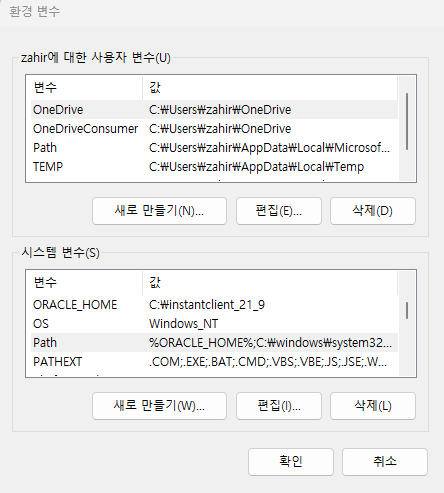 환경 변수
zahir에 대한 사용자 변수(U)
변수 값
OneDrive C:₩Users₩zahir₩OneDrive
OneDriveConsumer C:₩Users₩zahir₩OneDrive
Path C:₩Users₩zahir₩AppData₩Local₩Microsof...
TEMP C:₩Users₩zahir₩AppData₩Local₩Temp
새로 만들기(N)... 편집(E)... 삭제(D)
시스템 변수(S)
변수 값
ORACLE_HOME C:₩instantclient_21_9
OS Windows_NT
Path %ORACLE_HOME%;C:₩windows₩system32...
PATHEXT .COM;.EXE;.BAT;.CMD;.VBS;.VBE;.JS;.JSE;.W...
새로 만들기(W)... 편집(I)... 삭제(L)
확인 취소